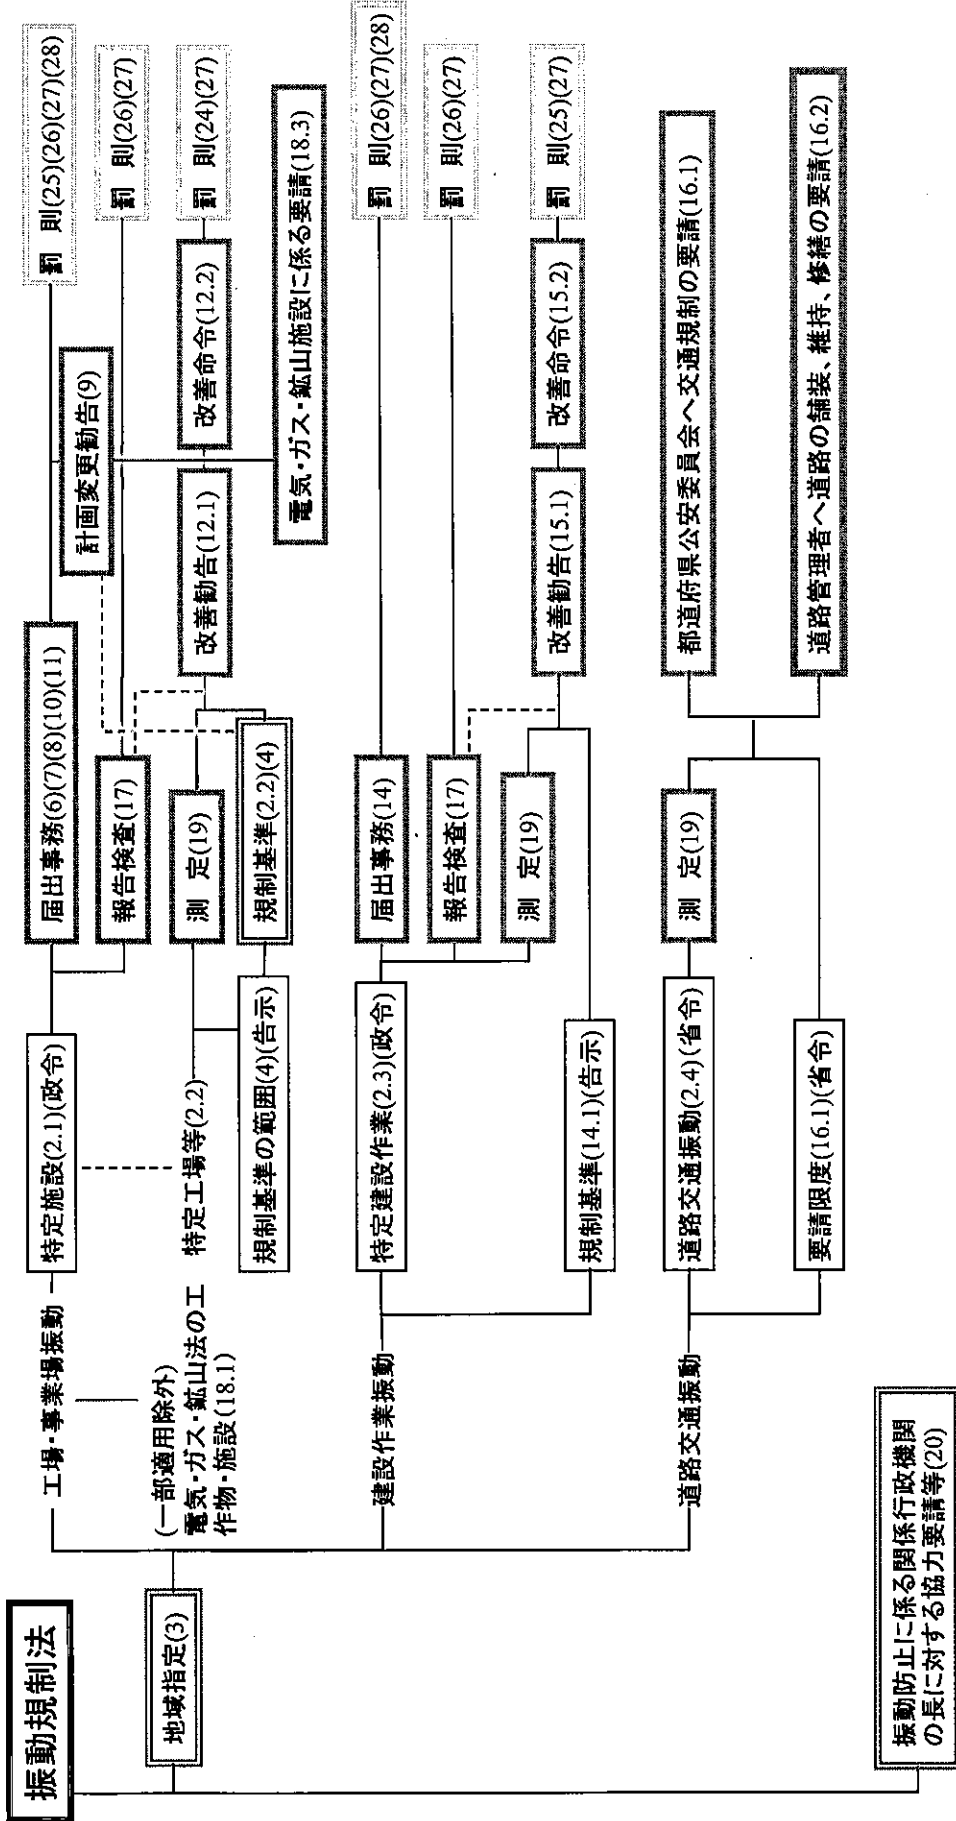 振動規制法
地域指定(3)
工場・事業場振動
特定施設(2.1)(政令)
届出事務(6)(7)(8)(10)(11)
計画変更勧告(9)
罰 則(25)(26)(27)(28)
報告検査(17)
罰 則(26)(27)
(一部適用除外)
電気・ガス・鉱山法の工
作物・施設(18.1)
特定工場等(2.2)
測 定(19)
改善勧告(12.1)
改善命令(12.2)
罰 則(24)(27)
規制基準の範囲(4)(告示)
規制基準(2.2)(4)
電気・ガス・鉱山施設に係る要請(18.3)
建設作業振動
特定建設作業(2.3)(政令)
届出事務(14)
罰 則(26)(27)(28)
報告検査(17)
罰 則(26)(27)
測 定(19)
改善勧告(15.1)
改善命令(15.2)
罰 則(25)(27)
規制基準(14.1)(告示)
道路交通振動
道路交通振動(2.4)(省令)
測 定(19)
都道府県公安委員会へ交通規制の要請(16.1)
要請限度(16.1)(省令)
道路管理者へ道路の舗装、維持、修繕の要請(16.2)
振動防止に係る関係行政機関
の長に対する協力要請等(20)